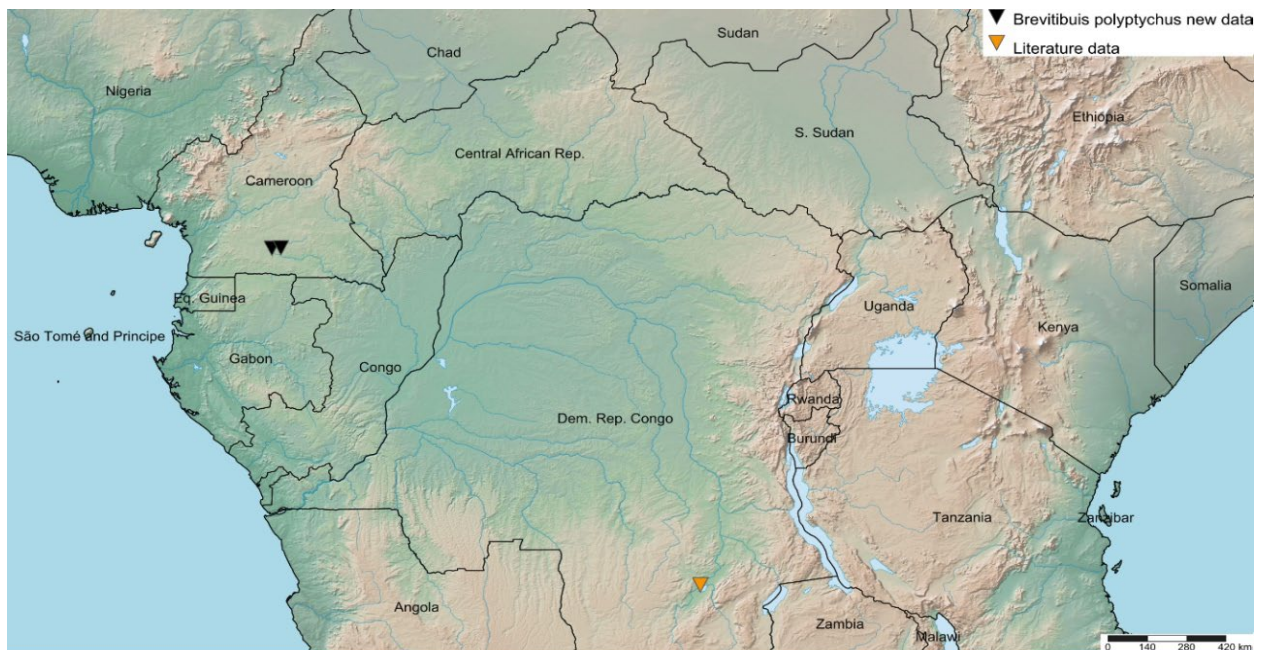 Brevitibuis polyptychus new data
Literature data
Sudan
Chad
Nigeria
Ethiopia
S. Sudan
Central African Rep.
Cameroon
Somalia
Eq. Guinea
Uganda
Kenya
São Tomé and Principe
Gabon
Congo
Rwanda
Dem. Rep. Congo
Burundi
Tanzania
Zanzibar
Angola
Zambia
Malawi
0 140 280 420 km